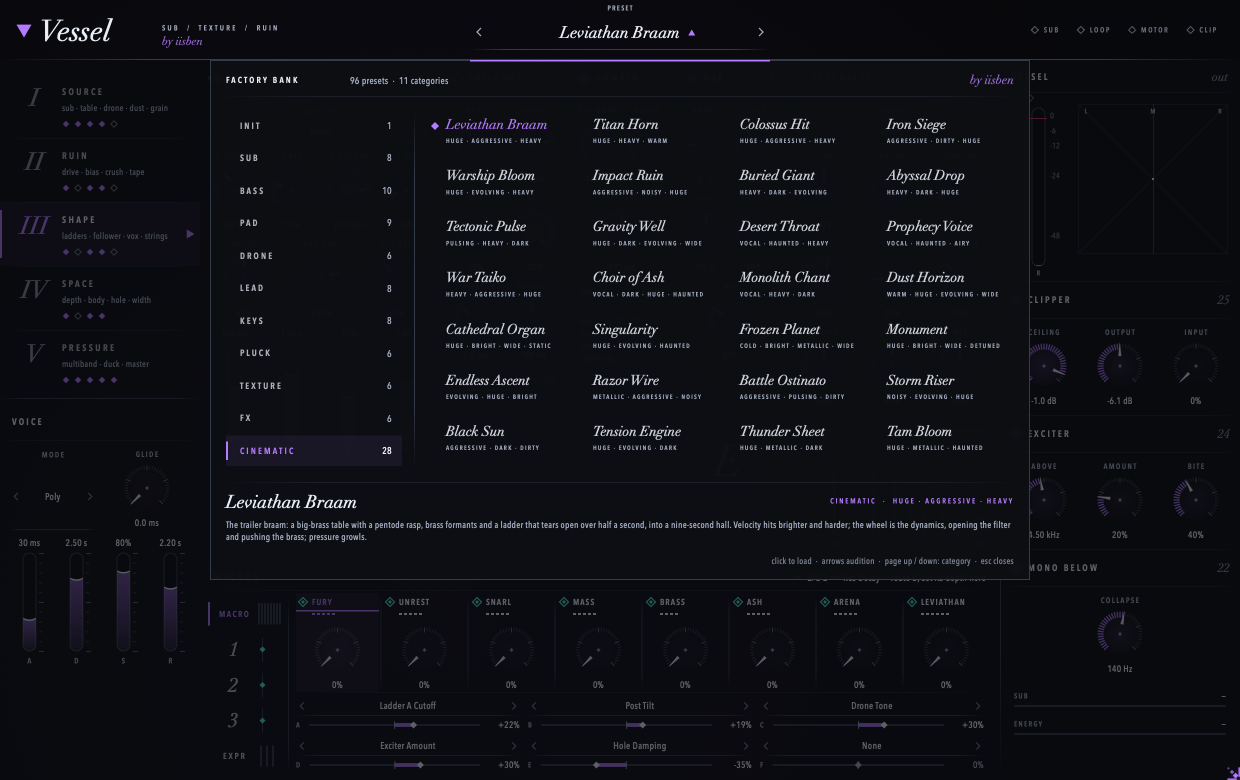 PRESET
Vessel
SUB / TEXTURE / RUIN
by iisben
Leviathan Braam
SUB LOOP MOTOR CLIP
FACTORY BANK
96 presets · 11 categories
by iisben
SEL
out
I
SOURCE
sub · table · drone · dust · grain
II
RUIN
drive · bias · crush · tape
III
SHAPE
ladders · follower · vox · strings
IV
SPACE
depth · body · hole · width
V
PRESSURE
multiband · duck · master
INIT 1
SUB 8
BASS 10
PAD 9
DRONE 6
LEAD 8
KEYS 8
PLUCK 6
TEXTURE 6
FX 6
CINEMATIC 28
Leviathan Braam
HUGE · AGGRESSIVE · HEAVY
Titan Horn
HUGE · HEAVY · WARM
Colossus Hit
HUGE · AGGRESSIVE · HEAVY
Iron Siege
AGGRESSIVE · DIRTY · HUGE
Warship Bloom
HUGE · EVOLVING · HEAVY
Impact Ruin
AGGRESSIVE · NOISY · HUGE
Buried Giant
HEAVY · DARK · EVOLVING
Abyssal Drop
HEAVY · DARK · HUGE
Tectonic Pulse
PULSING · HEAVY · DARK
Gravity Well
HUGE · DARK · EVOLVING · WIDE
Desert Throat
VOCAL · HAUNTED · HEAVY
Prophecy Voice
VOCAL · HAUNTED · AIRY
War Taiko
HEAVY · AGGRESSIVE · HUGE
Choir of Ash
VOCAL · DARK · HUGE · HAUNTED
Monolith Chant
VOCAL · HEAVY · DARK
Dust Horizon
WARM · HUGE · EVOLVING · WIDE
Cathedral Organ
HUGE · BRIGHT · WIDE · STATIC
Singularity
HUGE · EVOLVING · HAUNTED
Frozen Planet
COLD · BRIGHT · METALLIC · WIDE
Monument
HUGE · BRIGHT · WIDE · DETUNED
Endless Ascent
EVOLVING · HUGE · BRIGHT
Razor Wire
METALLIC · AGGRESSIVE · NOISY
Battle Ostinato
AGGRESSIVE · PULSING · DIRTY
Storm Riser
NOISY · EVOLVING · HUGE
Black Sun
AGGRESSIVE · DARK · DIRTY
Tension Engine
HUGE · EVOLVING · DARK
Thunder Sheet
HUGE · METALLIC · DARK
Tam Bloom
HUGE · METALLIC · HAUNTED
Leviathan Braam
CINEMATIC · HUGE · AGGRESSIVE · HEAVY
The trailer braam: a big-brass table with a pentode rasp, brass formants and a ladder that tears open over half a second, into a nine-second hall. Velocity hits brighter and harder; the wheel is the dynamics, opening the filter
and pushing the brass; pressure growls.
click to load · arrows audition · page up / down: category · esc closes
L M R
0
-6
-12
-24
-48
R
CLIPPER 25
CEILING OUTPUT INPUT
-1.0 dB -6.1 dB 0%
EXCITER 24
ABOVE AMOUNT BITE
4.50 kHz 20% 40%
MONO BELOW 22
COLLAPSE
140 Hz
SUB –
ENERGY –
VOICE
MODE GLIDE
Poly
0.0 ms
30 ms 2.50 s 80% 2.20 s
A D S R
MACRO
1
2
3
EXPR
FURY UNREST SNARL MASS BRASS ASH ARENA LEVIATHAN
0% 0% 0% 0% 0% 0% 0% 0%
Ladder A Cutoff Post Tilt Drone Tone
A +22% B +19% C +30%
Exciter Amount Hole Damping None
D +30% E -35% F 0%